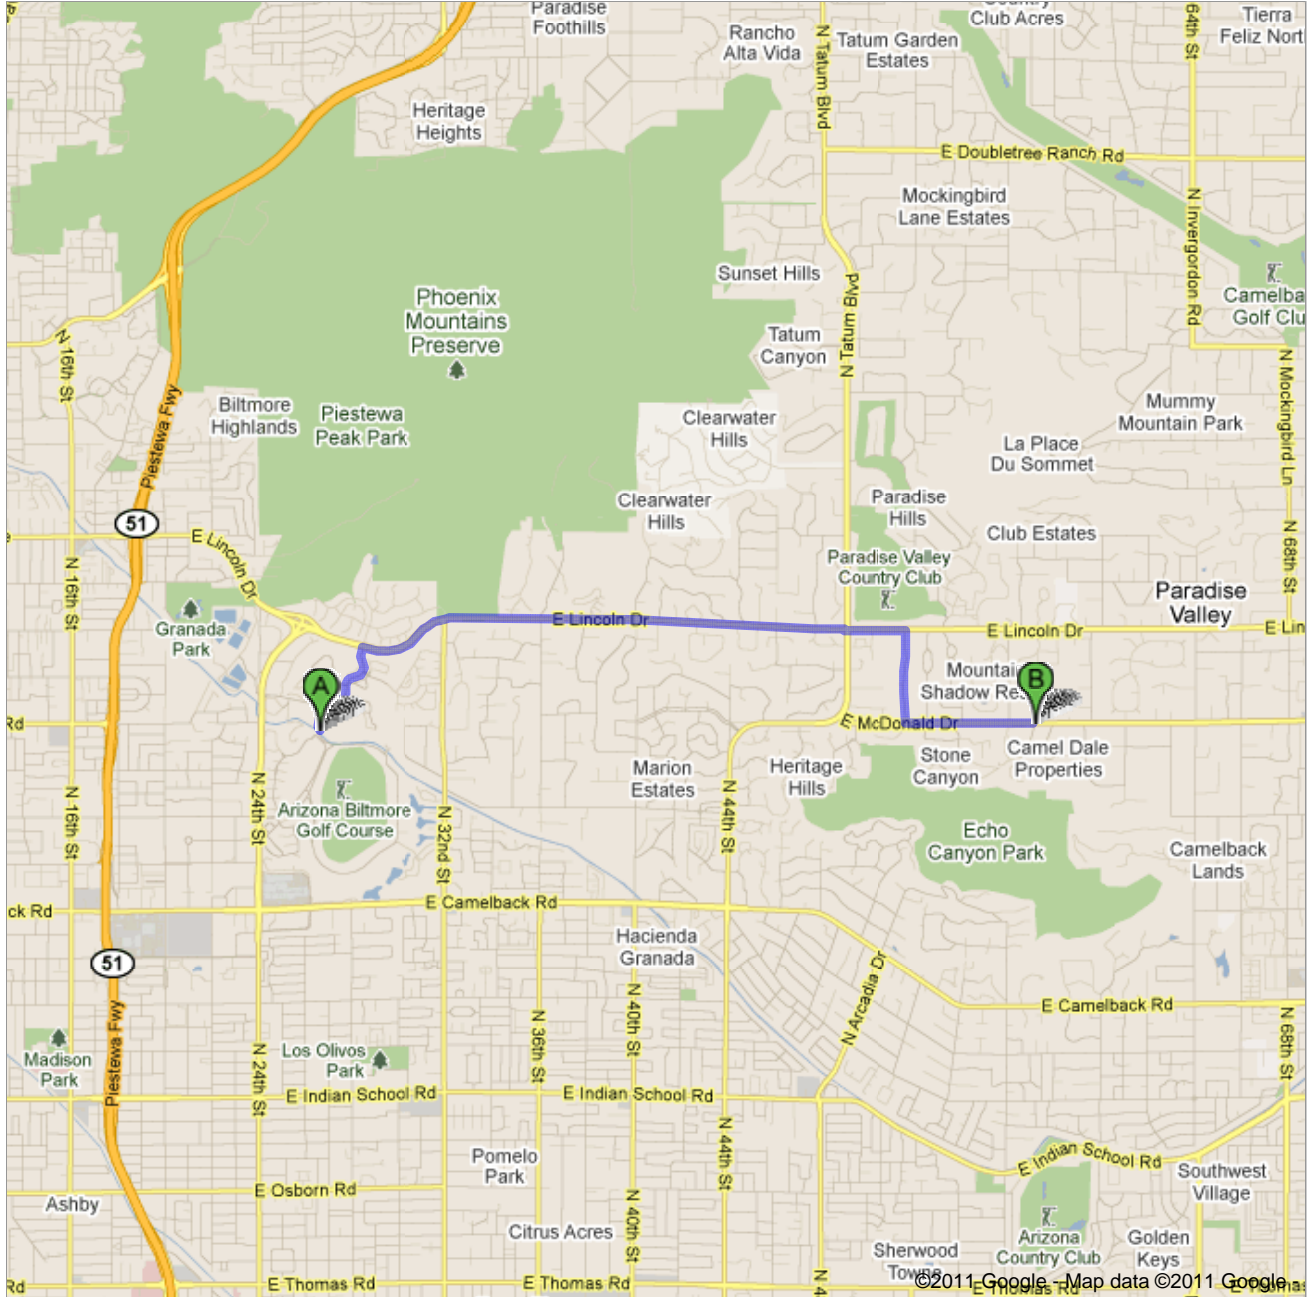 Paradise
Foothills
Country
Club Acres
64th St
Tierra
Feliz Nort
Rancho
Alta Vida
N Tatum Blvd
Tatum Garden
Estates
Heritage
Heights
E Doubletree Ranch Rd
Mockingbird
Lane Estates
N Invergordon Rd
Sunset Hills
Camelba
Golf Clu
Phoenix
Mountains
Preserve
N Tatum Blvd
Tatum
Canyon
N 16th St
N Mockingbird Ln
Piestewa Fwy
Biltmore
Highlands
Piestewa
Peak Park
Clearwater
Hills
Mummy
Mountain Park
La Place
Du Sommet
Clearwater
Hills
Paradise
Hills
51
Club Estates
E Lincoln Dr
N 16th St
N 68th St
Paradise Valley
Country Club
Paradise
Valley
Granada
Park
E Lincoln Dr
E Lincoln Dr
E Lin
A
B
Mountain
Shadow Res
Rd
E McDonald Dr
Stone
Canyon
Camel Dale
Properties
Marion
Estates
Heritage
Hills
N 16th St
N 24th St
Arizona Biltmore
Golf Course
N 32nd St
N 44th St
Echo
Canyon Park
Camelback
Lands
ck Rd
E Camelback Rd
Hacienda
Granada
51
N Arcadia Dr
E Camelback Rd
Piestewa Fwy
N 40th St
N 36th St
N 68th St
Madison
Park
Los Olivos
Park
N 24th St
E Indian School Rd
E Indian School Rd
N 44th St
E Indian School Rd
Pomelo
Park
Southwest
Village
E Osborn Rd
Ashby
N 40th St
Citrus Acres
Arizona
Country Club
Golden
Keys
Sherwood
Towne
Rd
E Thomas Rd
E Thomas Rd
N 4
E Thomas Rd
E Thomas
©2011 Google - Map data ©2011 Google -